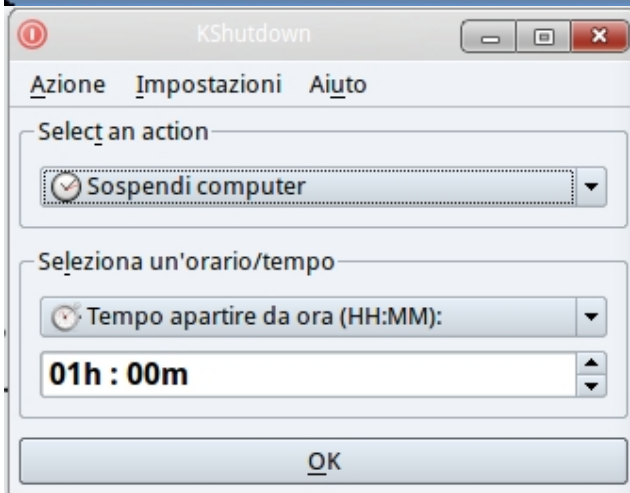 KShutdown
Azione Impostazioni Aiuto
Select an action
Sospendi computer
Seleziona un'orario/tempo
Tempo apartire da ora (HH:MM):
01h : 00m
OK